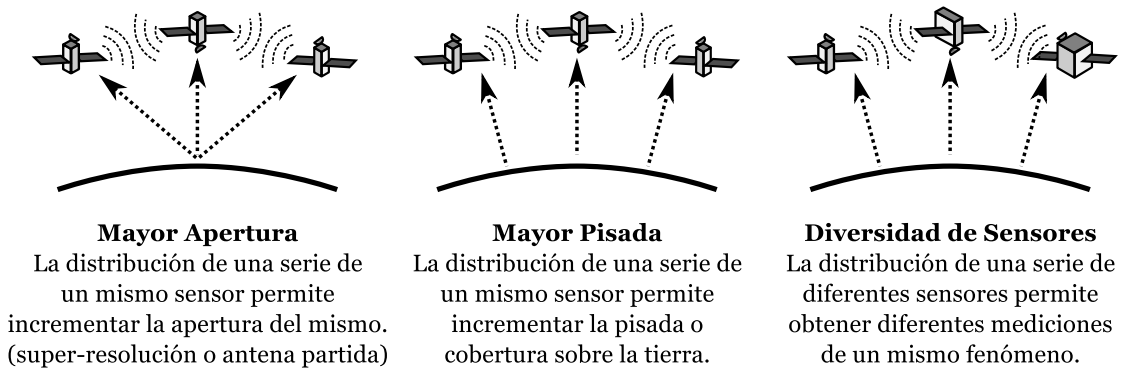 Mayor Apertura
La distribución de una serie de
un mismo sensor permite
incrementar la apertura del mismo.
(super-resolución o antena partida)
Mayor Pisada
La distribución de una serie de
un mismo sensor permite
incrementar la pisada o
cobertura sobre la tierra.
Diversidad de Sensores
La distribución de una serie de
diferentes sensores permite
obtener diferentes mediciones
de un mismo fenómeno.